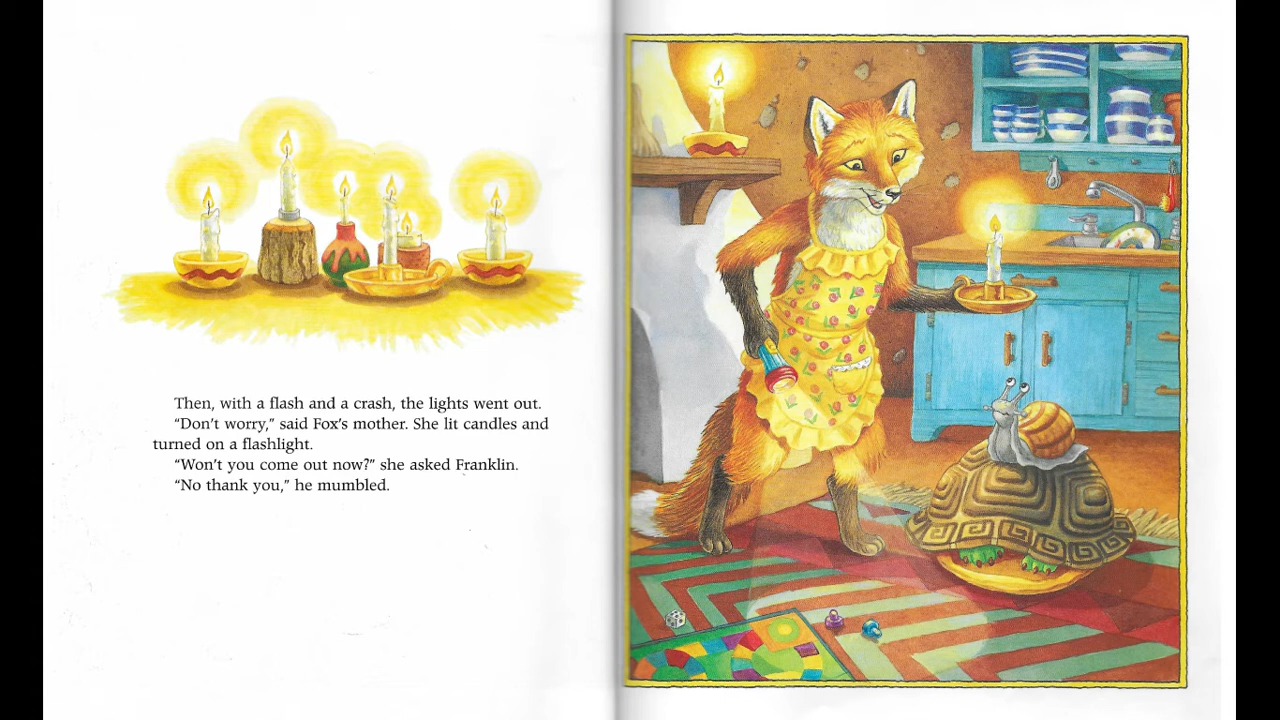 Then, with a flash and a crash, the lights went out.
“Don’t worry,” said Fox’s mother. She lit candles and
turned on a flashlight.
“Won’t you come out now?” she asked Franklin.
“No thank you,” he mumbled.